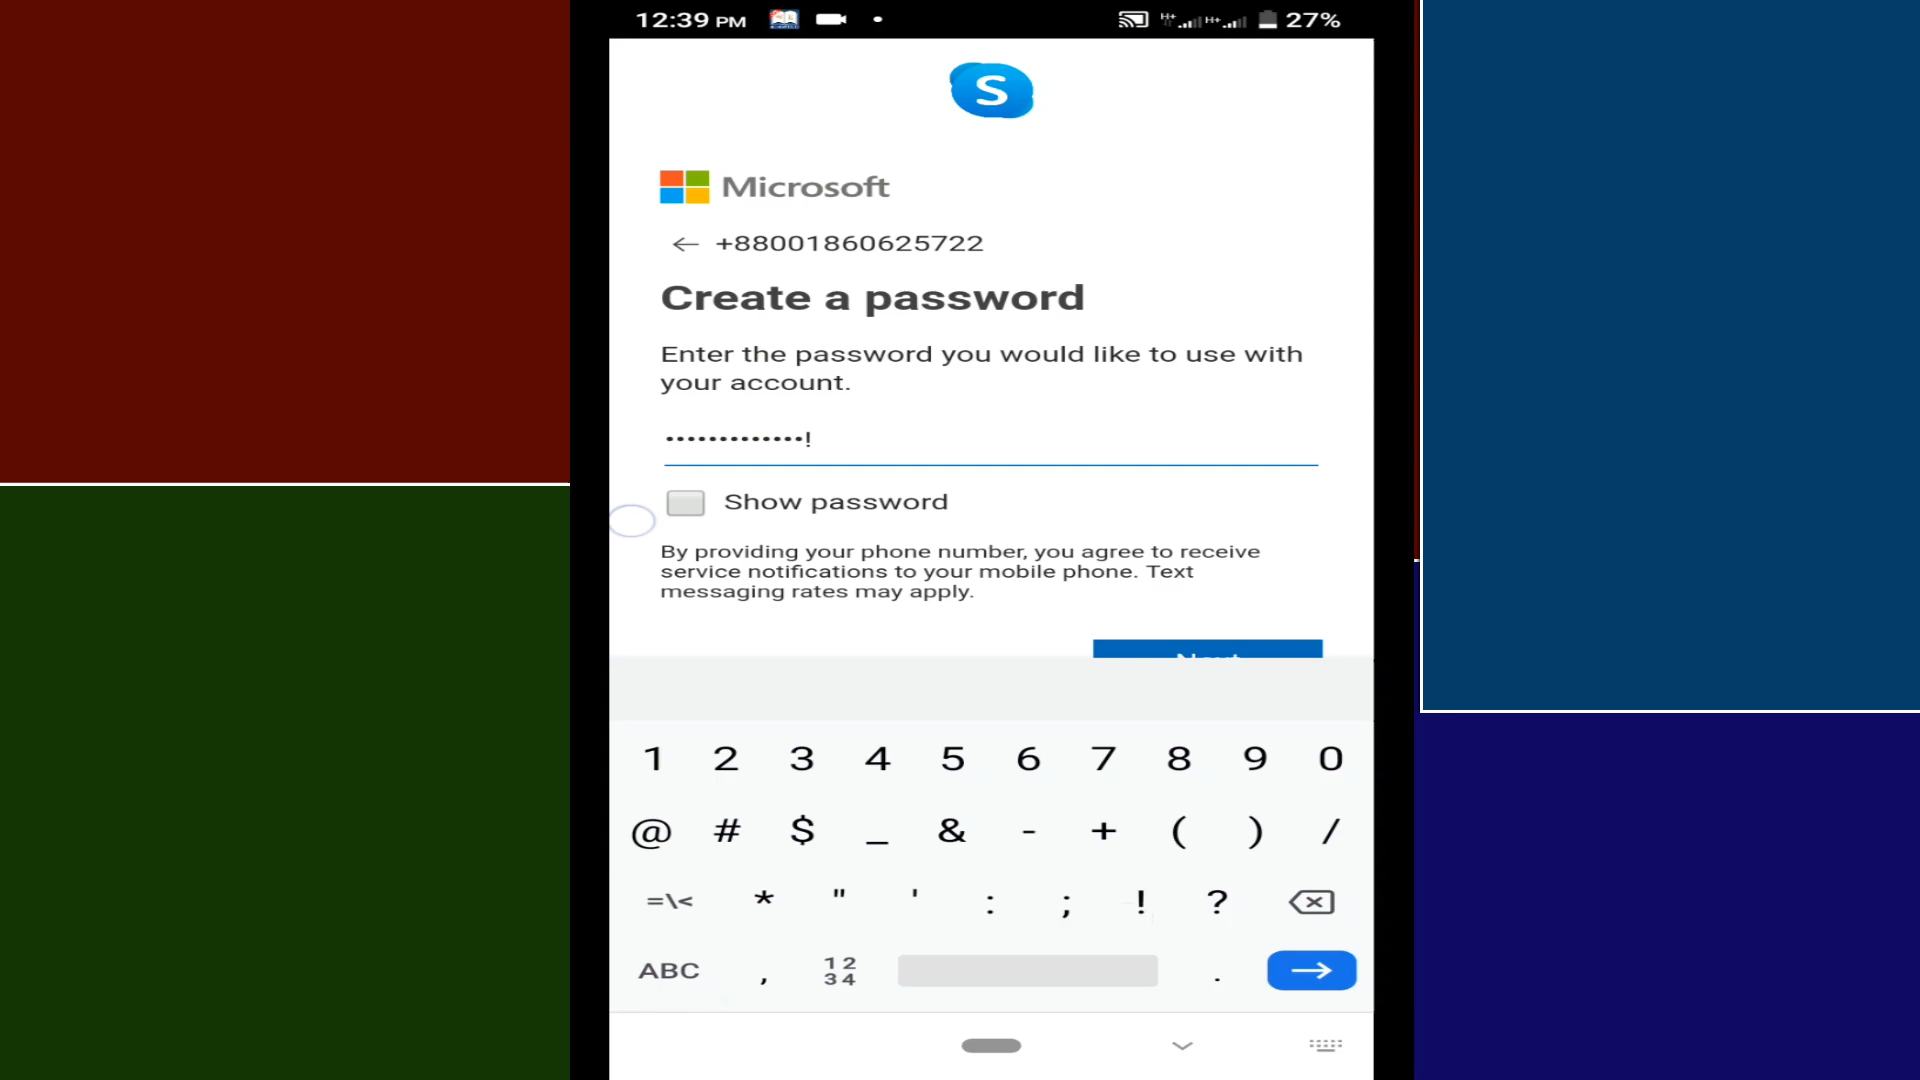 12:39 PM
H+ H+ 27%
S
Microsoft
← +88001860625722
Create a password
Enter the password you would like to use with
your account.
•••••••••••••!
Show password
By providing your phone number, you agree to receive
service notifications to your mobile phone. Text
messaging rates may apply.
Next
1 2 3 4 5 6 7 8 9 0
@ # $ _ & - + ( ) /
=\< * " ' : ; ! ?
ABC , 12 34 .